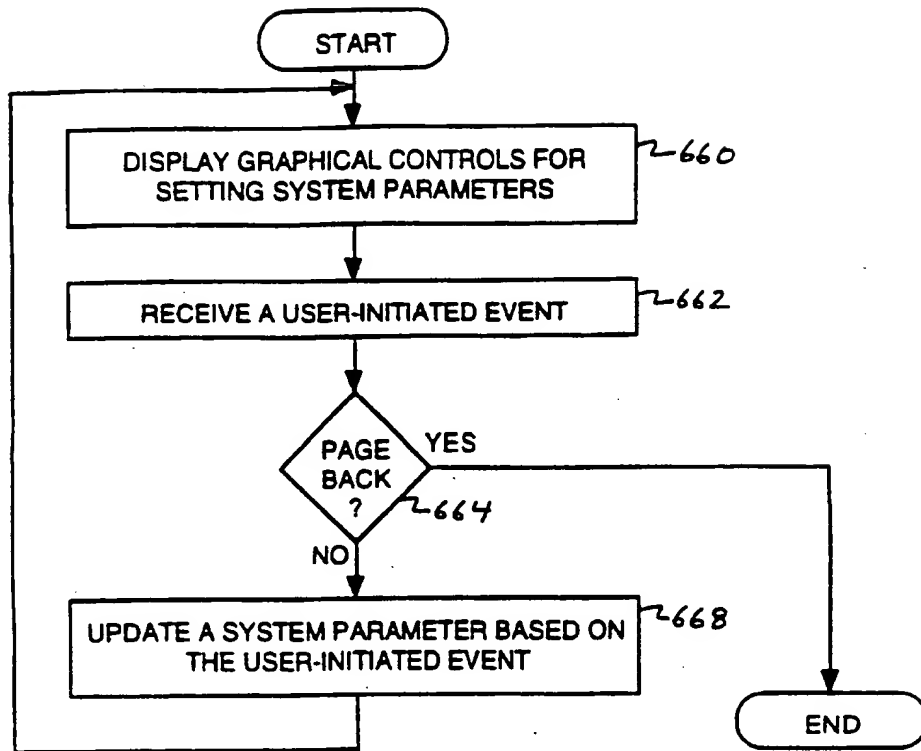 START
DISPLAY GRAPHICAL CONTROLS FOR
SETTING SYSTEM PARAMETERS
660
RECEIVE A USER-INITIATED EVENT
662
PAGE
BACK
?
YES
664
NO
UPDATE A SYSTEM PARAMETER BASED ON
THE USER-INITIATED EVENT
668
END